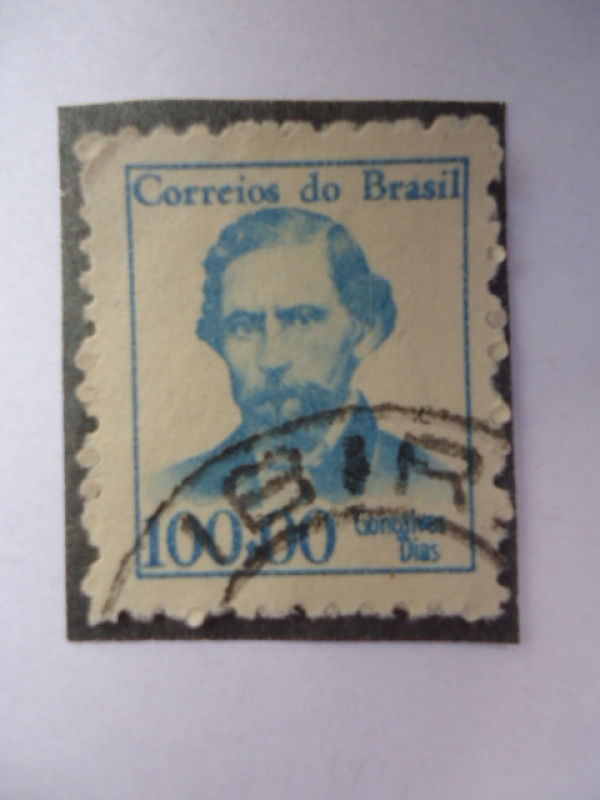 Correios do Brasil
100,00
Gonçalves
Dias